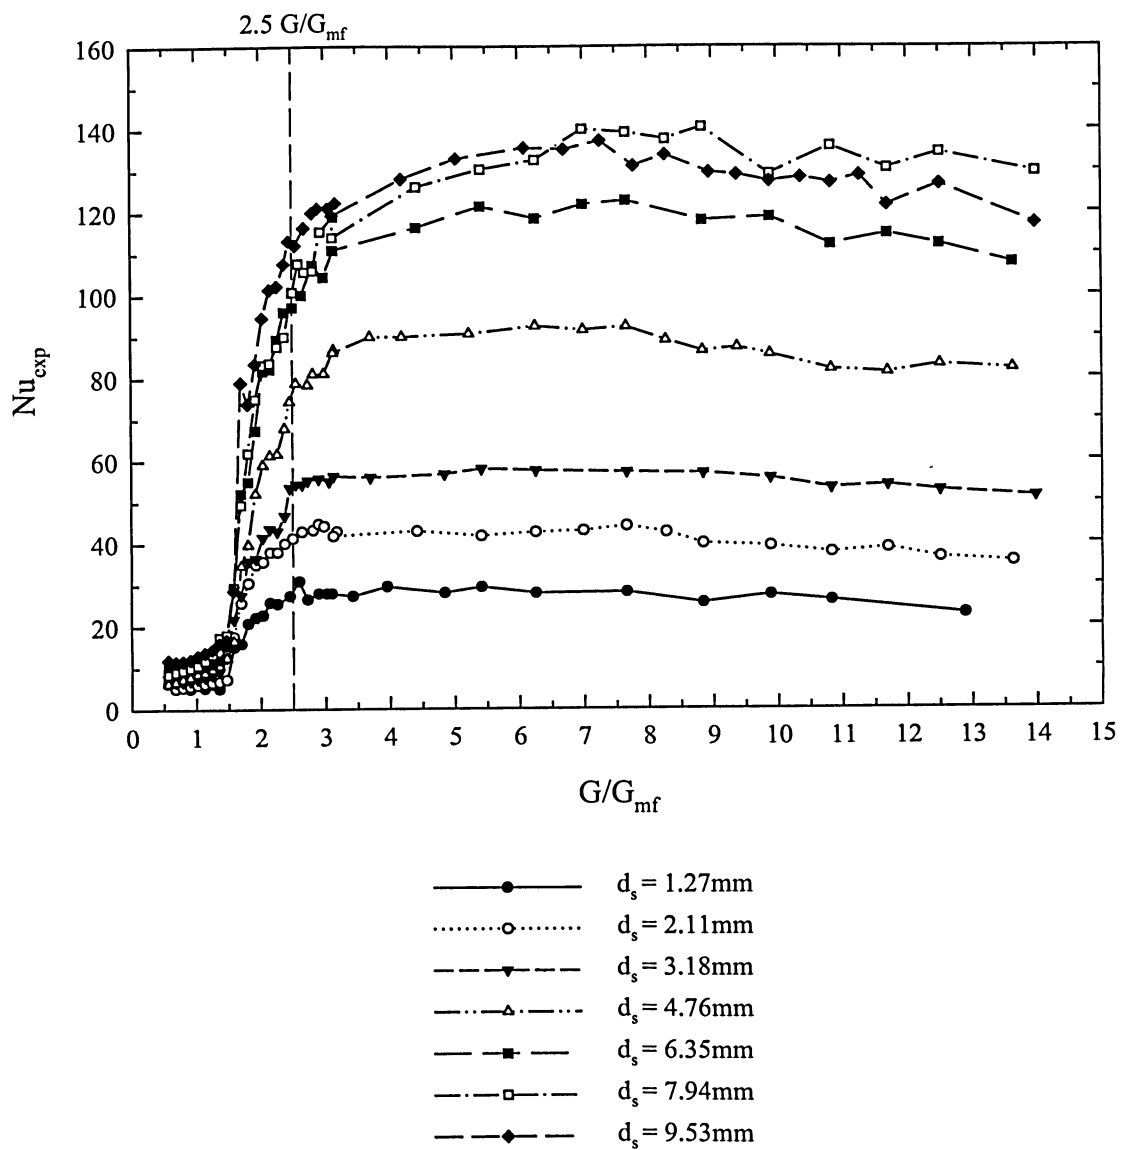 2.5 G/Gmf
160
140
120
100
80
60
40
20
0
Nuexp
0 1 2 3 4 5 6 7 8 9 10 11 12 13 14 15
G/Gmf
ds = 1.27mm
ds = 2.11mm
ds = 3.18mm
ds = 4.76mm
ds = 6.35mm
ds = 7.94mm
ds = 9.53mm